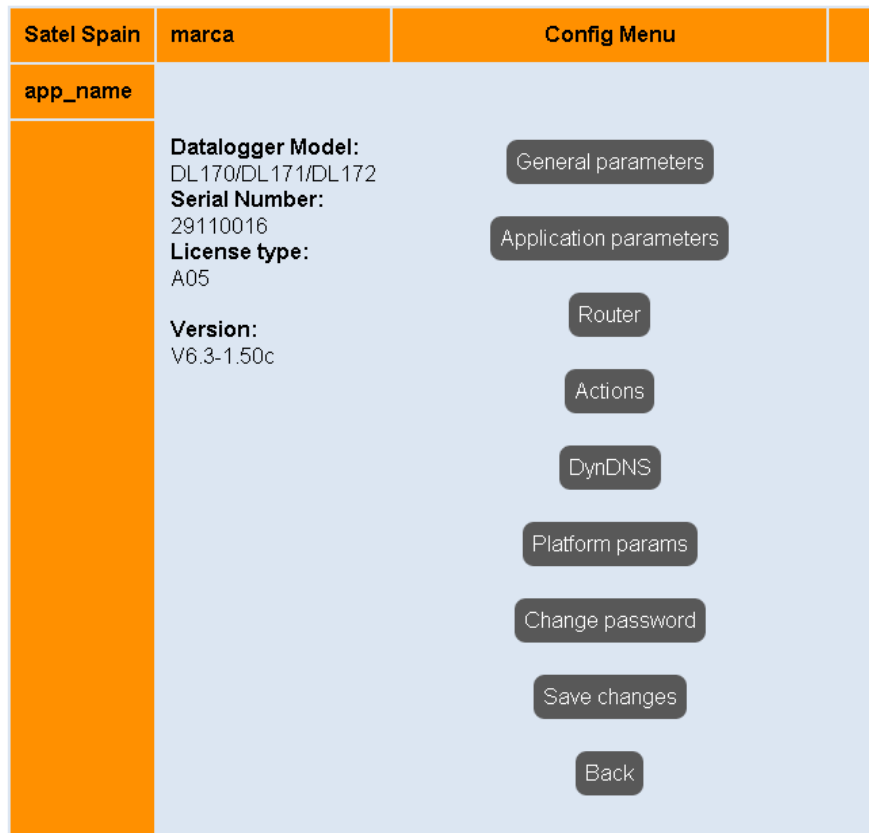 Satel Spain
marca
Config Menu
app_name
Datalogger Model:
DL170/DL171/DL172
Serial Number:
29110016
License type:
A05
Version:
V6.3-1.50c
General parameters
Application parameters
Router
Actions
DynDNS
Platform params
Change password
Save changes
Back